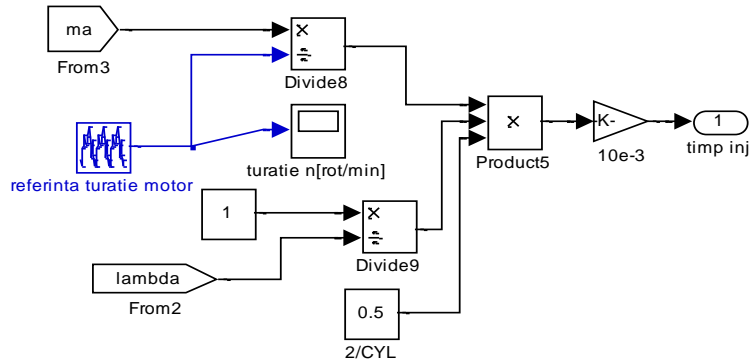 ma
From3
×
÷
Divide8
referinta turatie motor
turatie n[rot/min]
×
Product5
-K-
10e-3
1
timp inj
1
×
÷
Divide9
lambda
From2
0.5
2/CYL